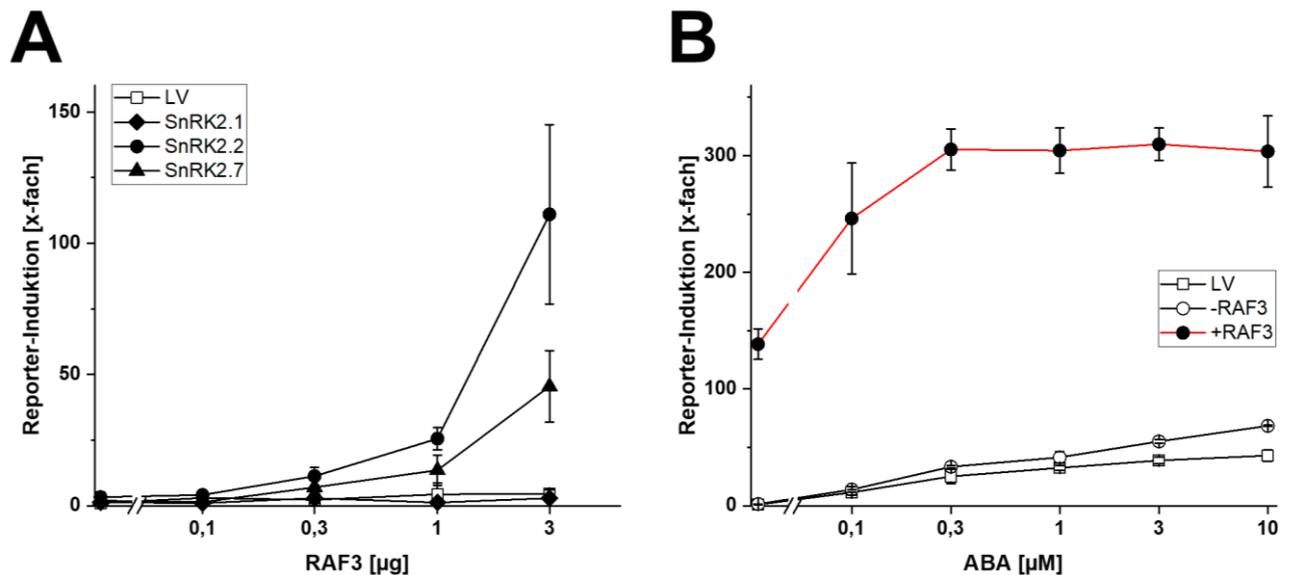 A
Reporter-Induktion [x-fach]
150
100
50
0
LV
SnRK2.1
SnRK2.2
SnRK2.7
0,1
0,3
1
3
RAF3 [µg]
B
Reporter-Induktion [x-fach]
300
200
100
0
LV
-RAF3
+RAF3
0,1
0,3
1
3
10
ABA [µM]